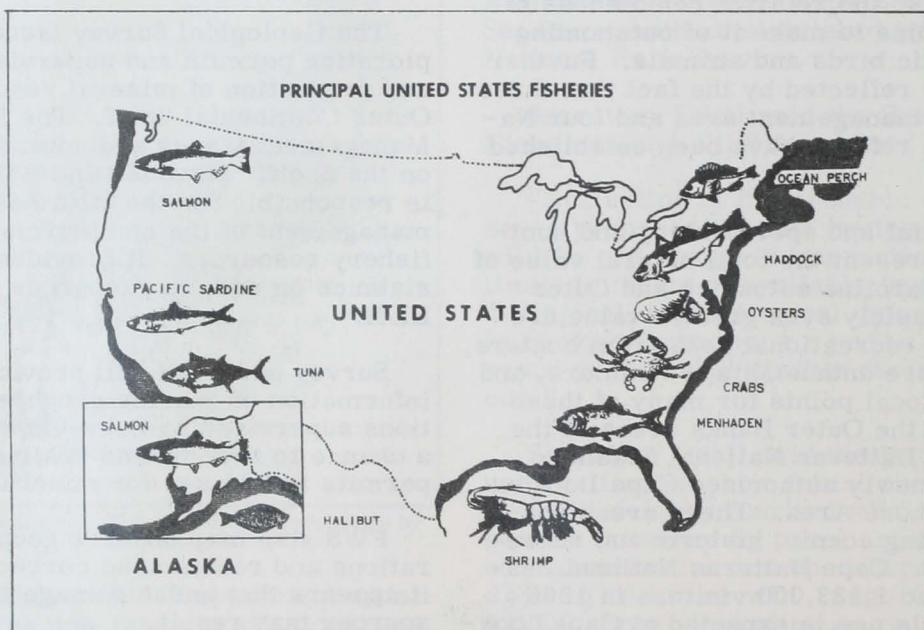 PRINCIPAL UNITED STATES FISHERIES
SALMON
OCEAN PERCH
HADDOCK
PACIFIC SARDINE
UNITED STATES
OYSTERS
TUNA
CRABS
MENHADEN
SALMON
HALIBUT
SHRIMP
ALASKA